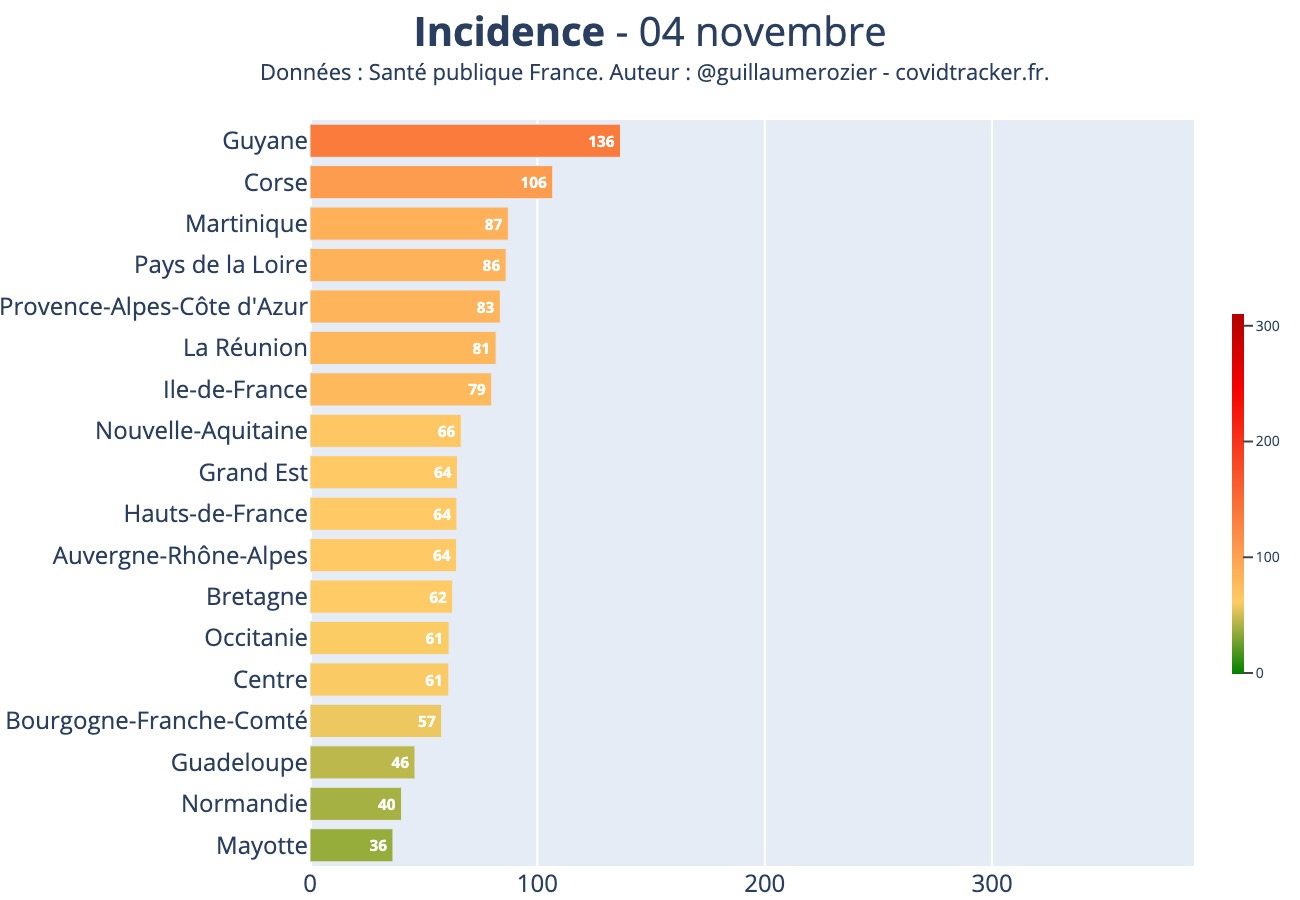 Incidence - 04 novembre
Données : Santé publique France. Auteur : @guillaumerozier - covidtracker.fr.
Guyane 136
Corse 106
Martinique 87
Pays de la Loire 86
Provence-Alpes-Côte d'Azur 83
La Réunion 81
Ile-de-France 79
Nouvelle-Aquitaine 66
Grand Est 64
Hauts-de-France 64
Auvergne-Rhône-Alpes 64
Bretagne 62
Occitanie 61
Centre 61
Bourgogne-Franche-Comté 57
Guadeloupe 46
Normandie 40
Mayotte 36
0 100 200 300
300
200
100
0